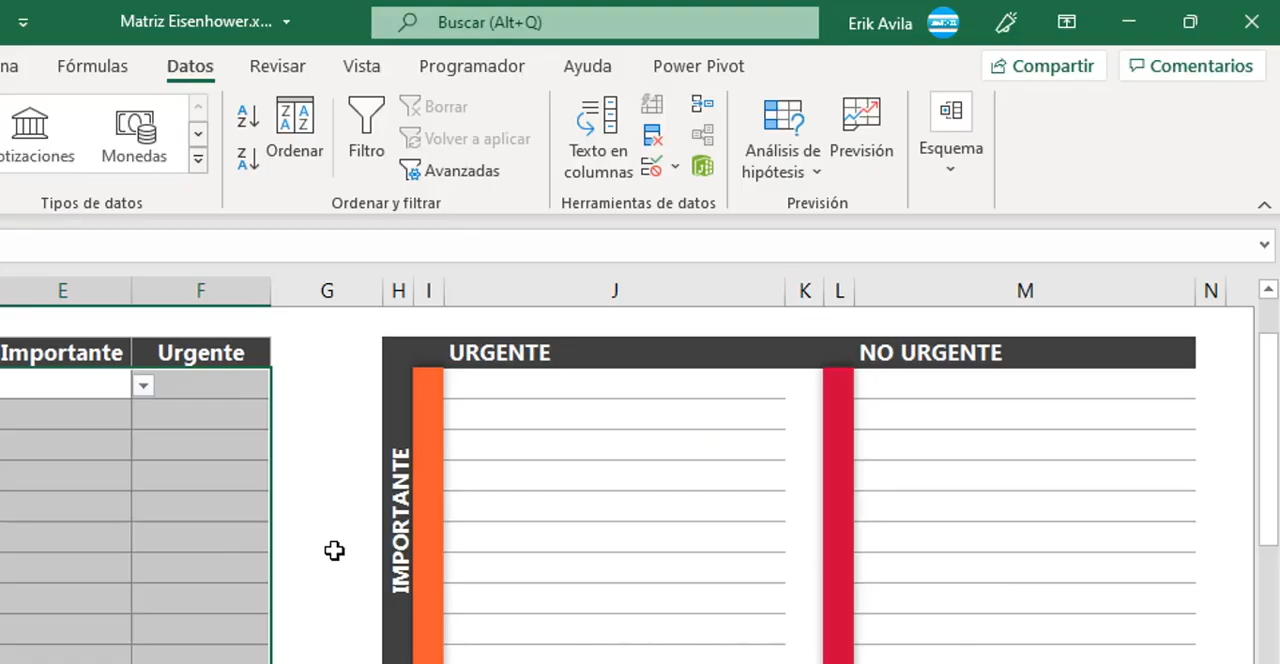 Matriz Eisenhower.x...
Buscar (Alt+Q)
Erik Avila
na
Fórmulas
Datos
Revisar
Vista
Programador
Ayuda
Power Pivot
Compartir
Comentarios
otizaciones
Monedas
Tipos de datos
Ordenar
Filtro
Borrar
Volver a aplicar
Avanzadas
Ordenar y filtrar
Texto en
columnas
Herramientas de datos
Análisis de
hipótesis
Previsión
Previsión
Esquema
E F G H I J K L M N
Importante Urgente
URGENTE NO URGENTE
IMPORTANTE